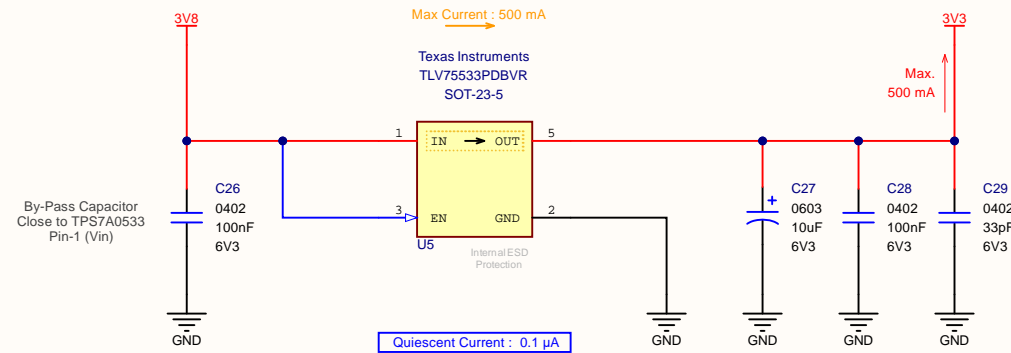 Max Current : 500 mA
3V8
3V3
Texas Instruments
TLV75533PDBVR
SOT-23-5
Max.
500 mA
1
IN
OUT
5
By-Pass Capacitor
Close to TPS7A0533
Pin-1 (Vin)
C26
0402
100nF
6V3
3
EN
GND
2
U5
Internal ESD
Protection
+
C27
0603
10uF
6V3
C28
0402
100nF
6V3
C29
0402
33pF
6V3
GND
GND
GND
GND
GND
Quiescent Current : 0.1 µA